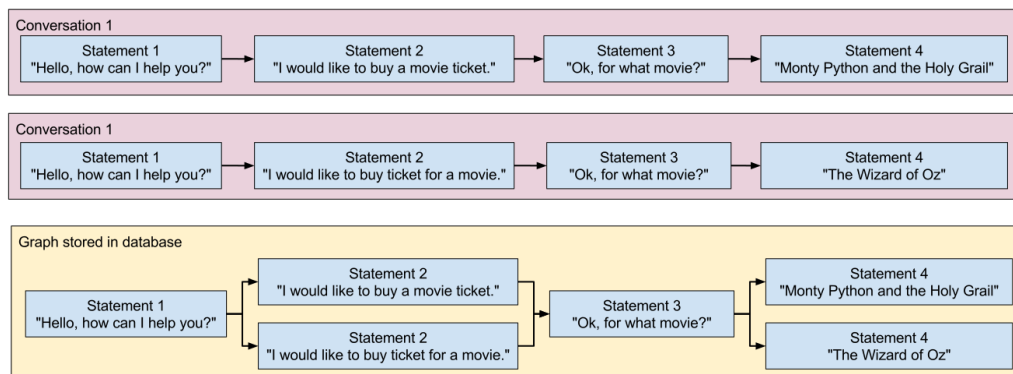 Conversation 1
Statement 1
"Hello, how can I help you?"
Statement 2
"I would like to buy a movie ticket."
Statement 3
"Ok, for what movie?"
Statement 4
"Monty Python and the Holy Grail"
Conversation 1
Statement 1
"Hello, how can I help you?"
Statement 2
"I would like to buy ticket for a movie."
Statement 3
"Ok, for what movie?"
Statement 4
"The Wizard of Oz"
Graph stored in database
Statement 1
"Hello, how can I help you?"
Statement 2
"I would like to buy a movie ticket."
Statement 2
"I would like to buy ticket for a movie."
Statement 3
"Ok, for what movie?"
Statement 4
"Monty Python and the Holy Grail"
Statement 4
"The Wizard of Oz"